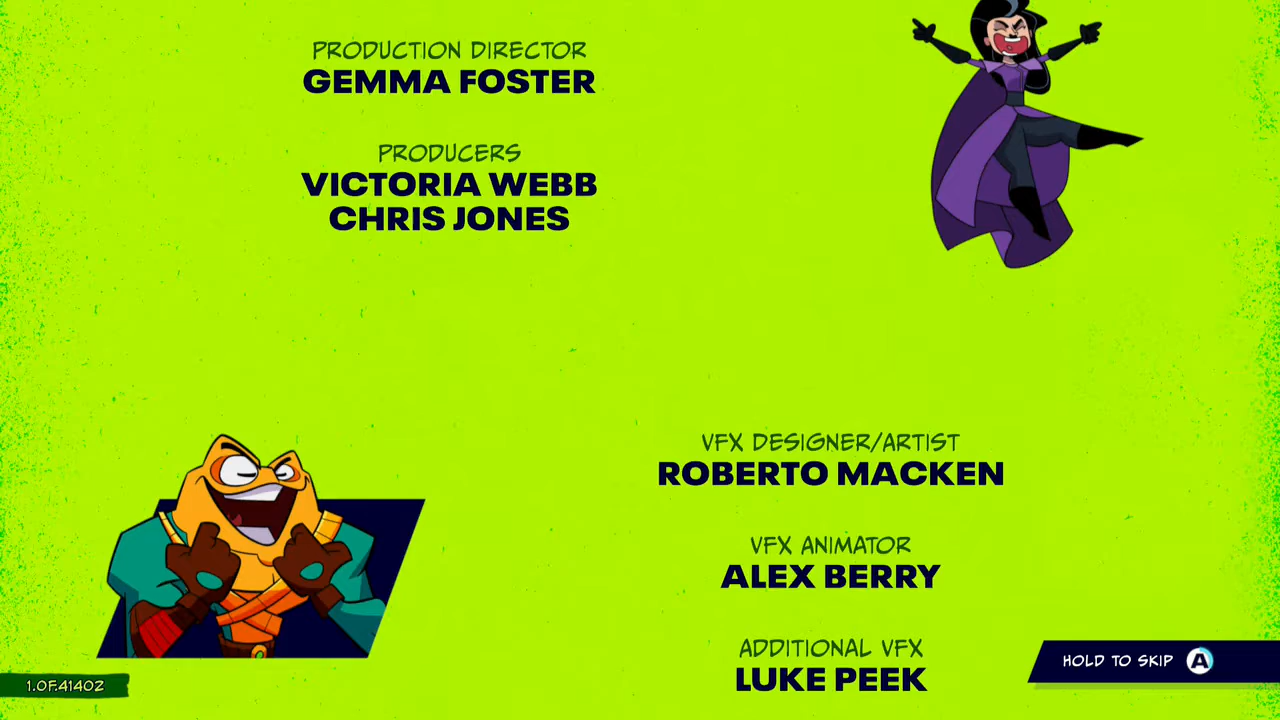 PRODUCTION DIRECTOR
GEMMA FOSTER
PRODUCERS
VICTORIA WEBB
CHRIS JONES
VFX DESIGNER/ARTIST
ROBERTO MACKEN
VFX ANIMATOR
ALEX BERRY
ADDITIONAL VFX
LUKE PEEK
HOLD TO SKIP A
1.0F.41402